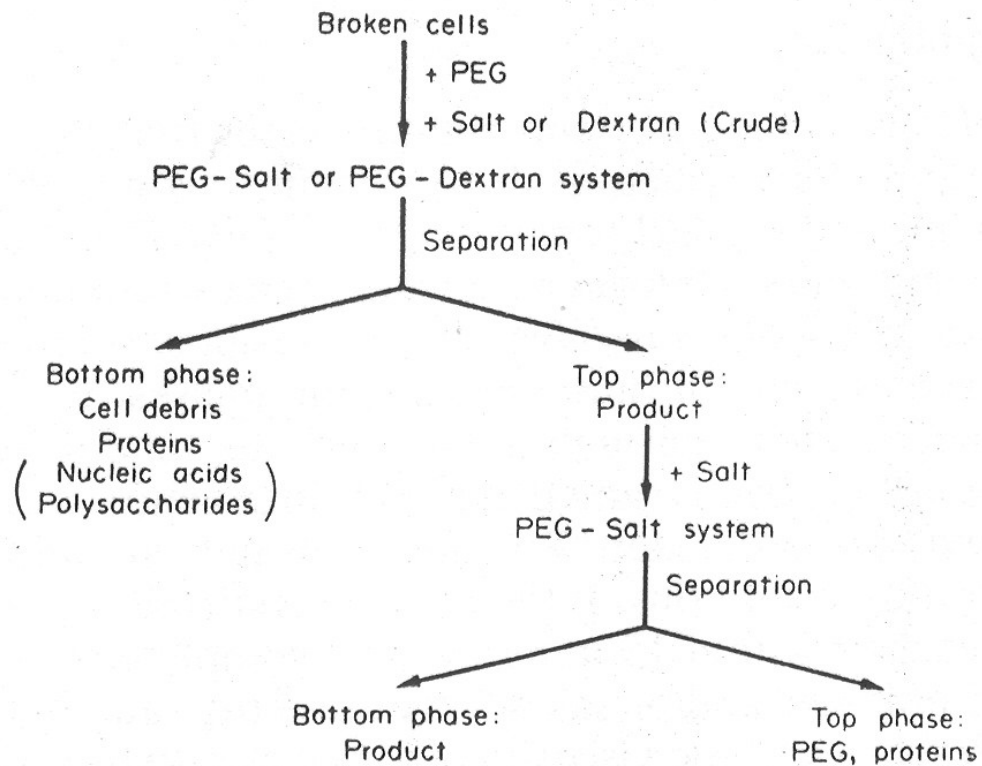 Broken cells
+ PEG
+ Salt or Dextran (Crude)
PEG-Salt or PEG-Dextran system
Separation
Bottom phase:
Cell debris
Proteins
(Nucleic acids
Polysaccharides)
Top phase:
Product
+ Salt
PEG-Salt system
Separation
Bottom phase:
Product
Top phase:
PEG, proteins